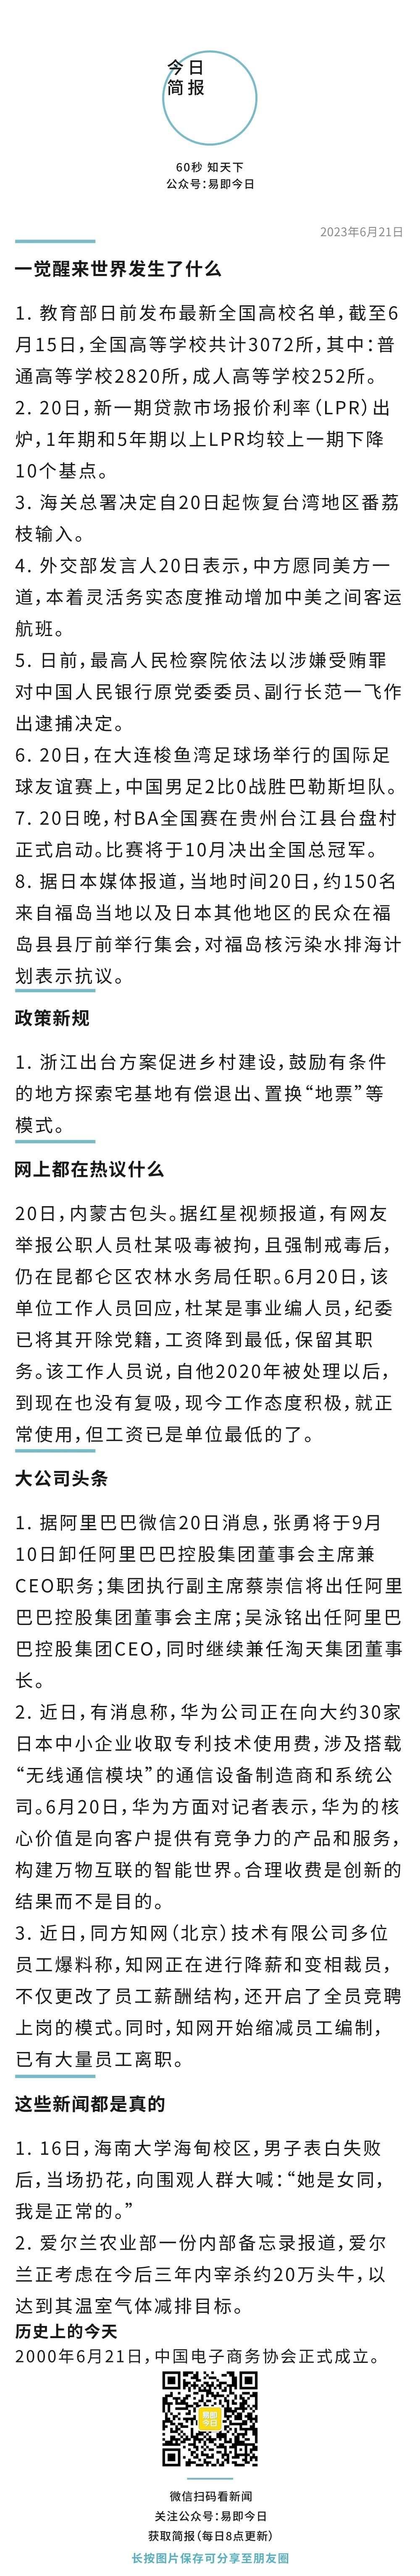 今日
简报
60秒 知天下
公众号：易即今日
2023年6月21日
一觉醒来世界发生了什么
1. 教育部日前发布最新全国高校名单，截至6
月15日，全国高等学校共计3072所，其中：普
通高等学校2820所，成人高等学校252所。
2. 20日，新一期贷款市场报价利率（LPR）出
炉，1年期和5年期以上LPR均较上一期下降
10个基点。
3. 海关总署决定自20日起恢复台湾地区番荔
枝输入。
4. 外交部发言人20日表示，中方愿同美方一
道，本着灵活务实态度推动增加中美之间客运
航班。
5. 日前，最高人民检察院依法以涉嫌受贿罪
对中国人民银行原党委委员、副行长范一飞作
出逮捕决定。
6. 20日，在大连梭鱼湾足球场举行的国际足
球友谊赛上，中国男足2比0战胜巴勒斯坦队。
7. 20日晚，村BA全国赛在贵州台江县台盘村
正式启动。比赛将于10月决出全国总冠军。
8. 据日本媒体报道，当地时间20日，约150名
来自福岛当地以及日本其他地区的民众在福
岛县县厅前举行集会，对福岛核污染水排海计
划表示抗议。
政策新规
1. 浙江出台方案促进乡村建设，鼓励有条件
的地方探索宅基地有偿退出、置换“地票”等
模式。
网上都在热议什么
20日，内蒙古包头。据红星视频报道，有网友
举报公职人员杜某吸毒被拘，且强制戒毒后，
仍在昆都仑区农林水务局任职。6月20日，该
单位工作人员回应，杜某是事业编人员，纪委
已将其开除党籍，工资降到最低，保留其职
务。该工作人员说，自他2020年被处理以后，
到现在也没有复吸，现今工作态度积极，就正
常使用，但工资已是单位最低的了。
大公司头条
1. 据阿里巴巴微信20日消息，张勇将于9月
10日卸任阿里巴巴控股集团董事会主席兼
CEO职务；集团执行副主席蔡崇信将出任阿里
巴巴控股集团董事会主席；吴泳铭出任阿里巴
巴控股集团CEO，同时继续兼任淘天集团董事
长。
2. 近日，有消息称，华为公司正在向大约30家
日本中小企业收取专利技术使用费，涉及搭载
“无线通信模块”的通信设备制造商和系统公
司。6月20日，华为方面对记者表示，华为的核
心价值是向客户提供有竞争力的产品和服务，
构建万物互联的智能世界。合理收费是创新的
结果而不是目的。
3. 近日，同方知网（北京）技术有限公司多位
员工爆料称，知网正在进行降薪和变相裁员，
不仅更改了员工薪酬结构，还开启了全员竞聘
上岗的模式。同时，知网开始缩减员工编制，
已有大量员工离职。
这些新闻都是真的
1. 16日，海南大学海甸校区，男子表白失败
后，当场扔花，向围观人群大喊：“她是女同，
我是正常的。”
2. 爱尔兰农业部一份内部备忘录报道，爱尔
兰正考虑在今后三年内宰杀约20万头牛，以
达到其温室气体减排目标。
历史上的今天
2000年6月21日，中国电子商务协会正式成立。
易即
今日
微信扫码看新闻
关注公众号：易即今日
获取简报（每日8点更新）
长按图片保存可分享至朋友圈